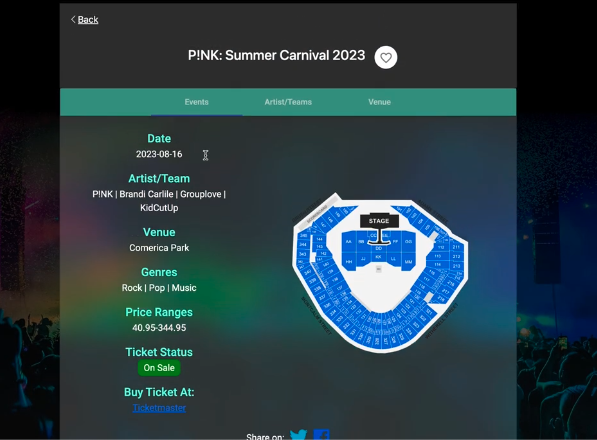 Back
P!NK: Summer Carnival 2023
Events Artist/Teams Venue
Date
2023-08-16
Artist/Team
P!NK | Brandi Carlile | Grouplove |
KidCutUp
Venue
Comerica Park
Genres
Rock | Pop | Music
Price Ranges
40.95-344.95
Ticket Status
On Sale
Buy Ticket At:
Ticketmaster
STAGE
Share on: